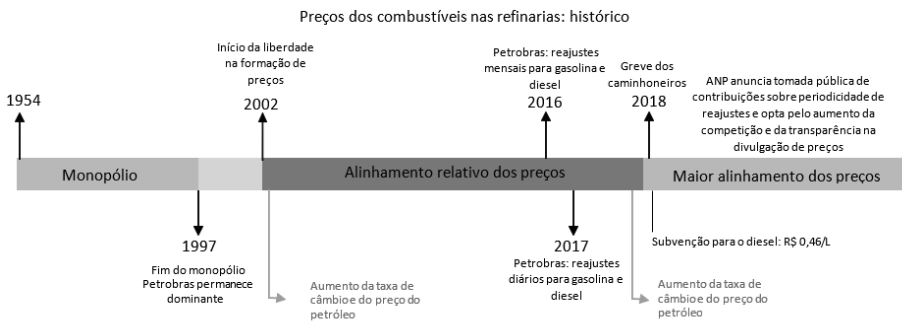 Preços dos combustíveis nas refinarias: histórico
1954
Início da liberdade
na formação de
preços
2002
Petrobras: reajustes
mensais para gasolina e
diesel
2016
Greve dos
caminhoneiros
2018
ANP anuncia tomada pública de
contribuições sobre periodicidade de
reajustes e opta pelo aumento da
competição e da transparência na
divulgação de preços
Monopólio
Alinhamento relativo dos preços
Maior alinhamento dos preços
1997
Fim do monopólio
Petrobras permanece
dominante
Aumento da taxa de
câmbio e do preço do
petróleo
2017
Petrobras: reajustes
diários para gasolina e
diesel
Subvenção para o diesel: R$ 0,46/L
Aumento da taxa de
câmbio e do preço do
petróleo